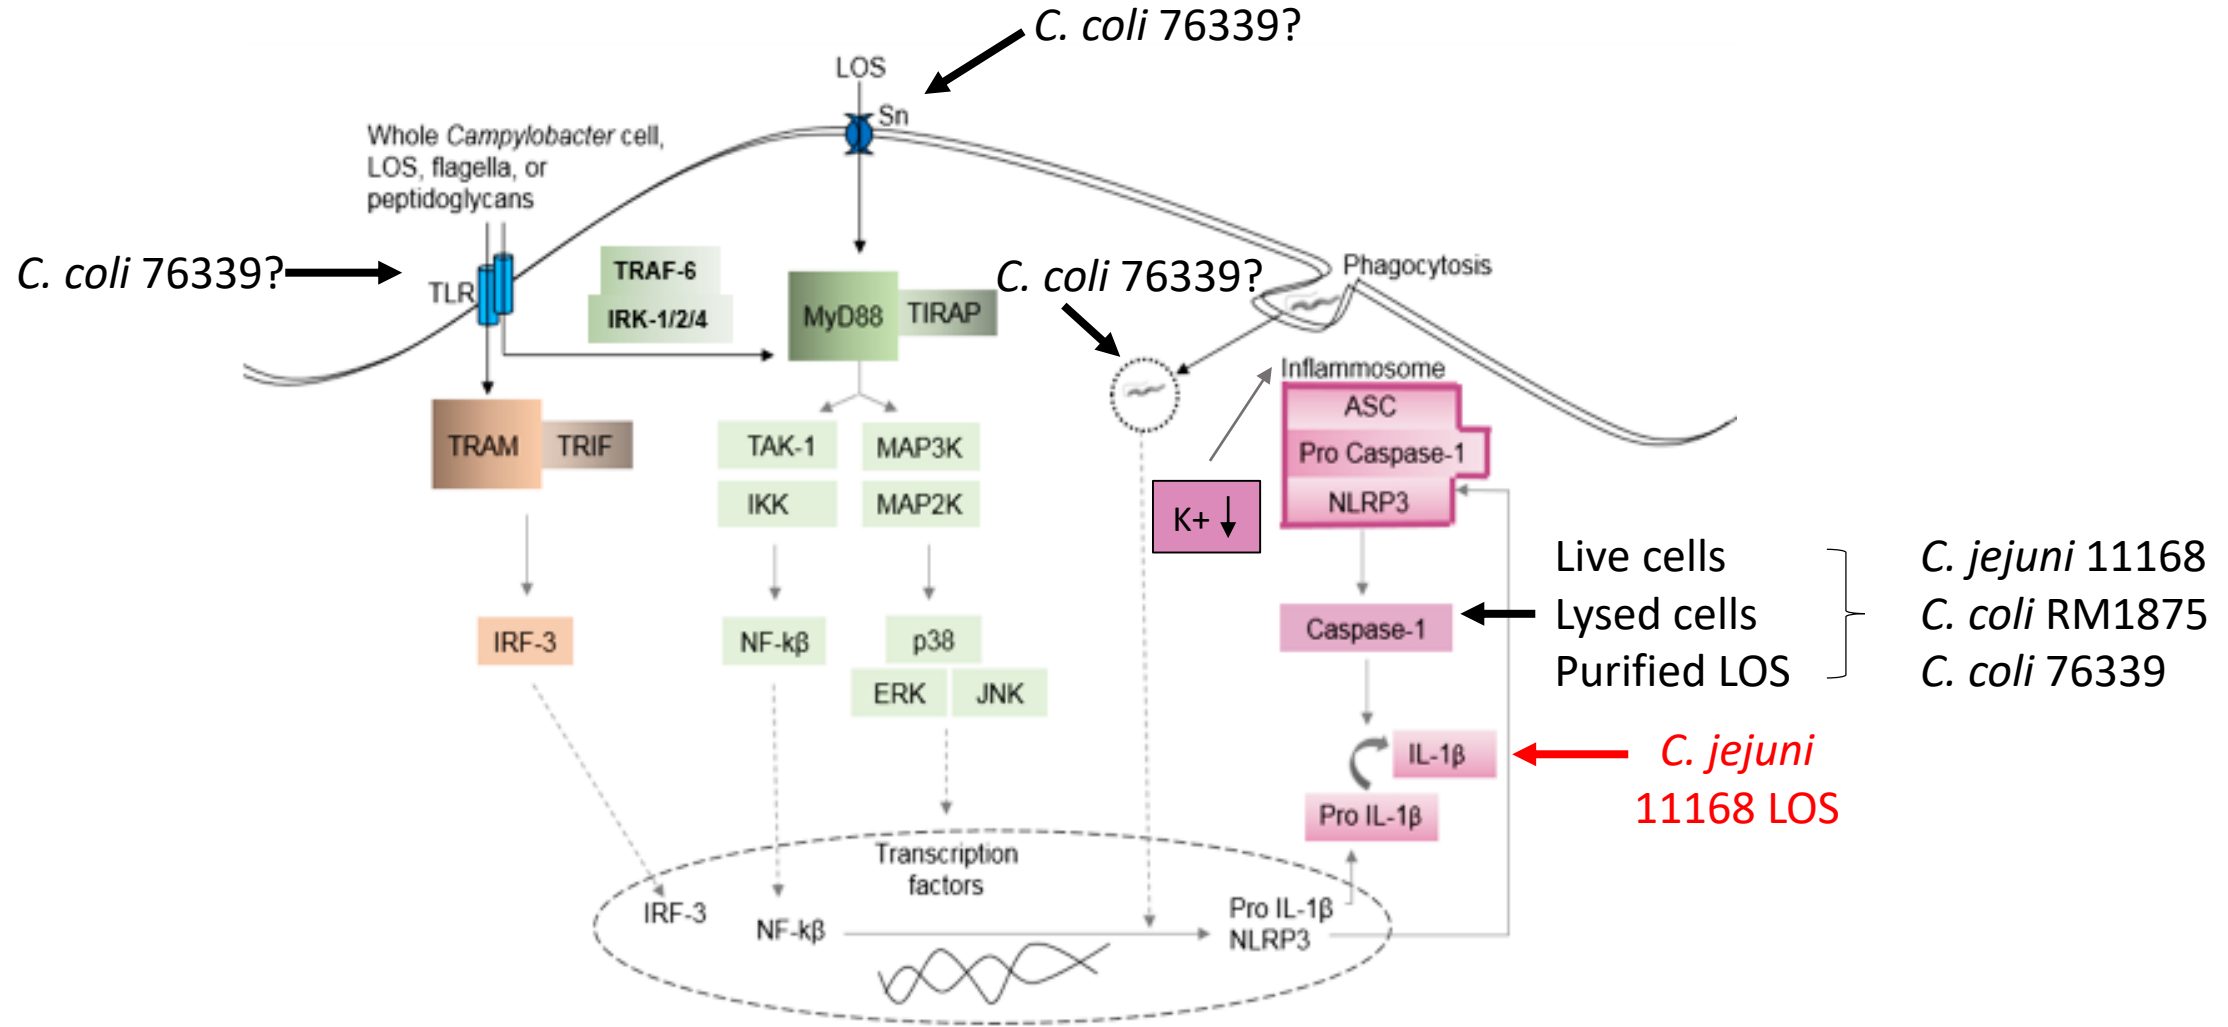 C. coli 76339?
LOS
Sn
Whole Campylobacter cell,
LOS, flagella, or
peptidoglycans
C. coli 76339?
TLR
TRAF-6
IRK-1/2/4
MyD88
TIRAP
C. coli 76339?
Phagocytosis
Inflammosome
ASC
Pro Caspase-1
NLRP3
K+
TRAM
TRIF
TAK-1
MAP3K
IKK
MAP2K
Live cells
Lysed cells
Purified LOS
C. jejuni 11168
C. coli RM1875
C. coli 76339
Caspase-1
IRF-3
NF-kβ
p38
ERK
JNK
IL-1β
Pro IL-1β
C. jejuni
11168 LOS
Transcription
factors
IRF-3
NF-kβ
Pro IL-1β
NLRP3